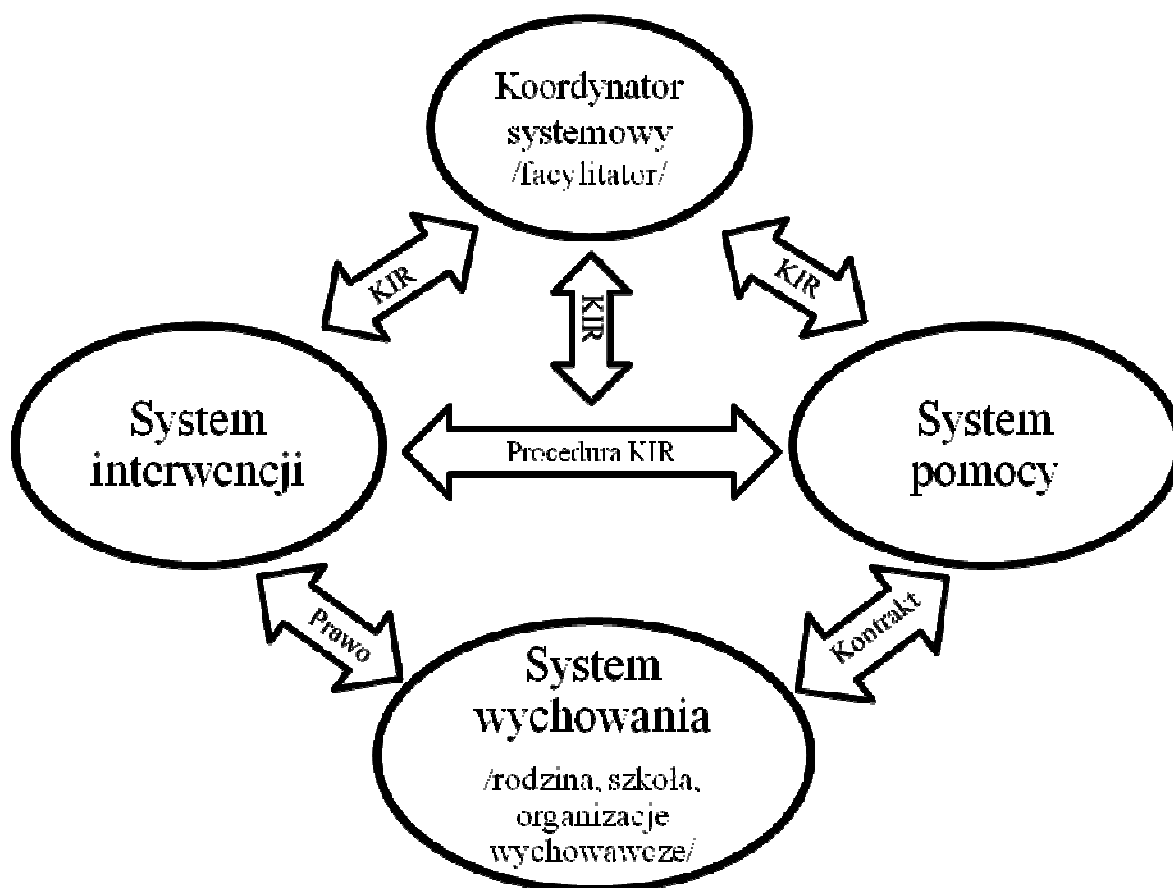 Koordynator
systemowy
/facylitator/
KIR
KIR
KIR
System
interwencji
Procedura KIR
System
pomocy
Prawo
Kontrakt
System
wychowania
/rodzina, szkoła,
organizacje
wychowawcze/